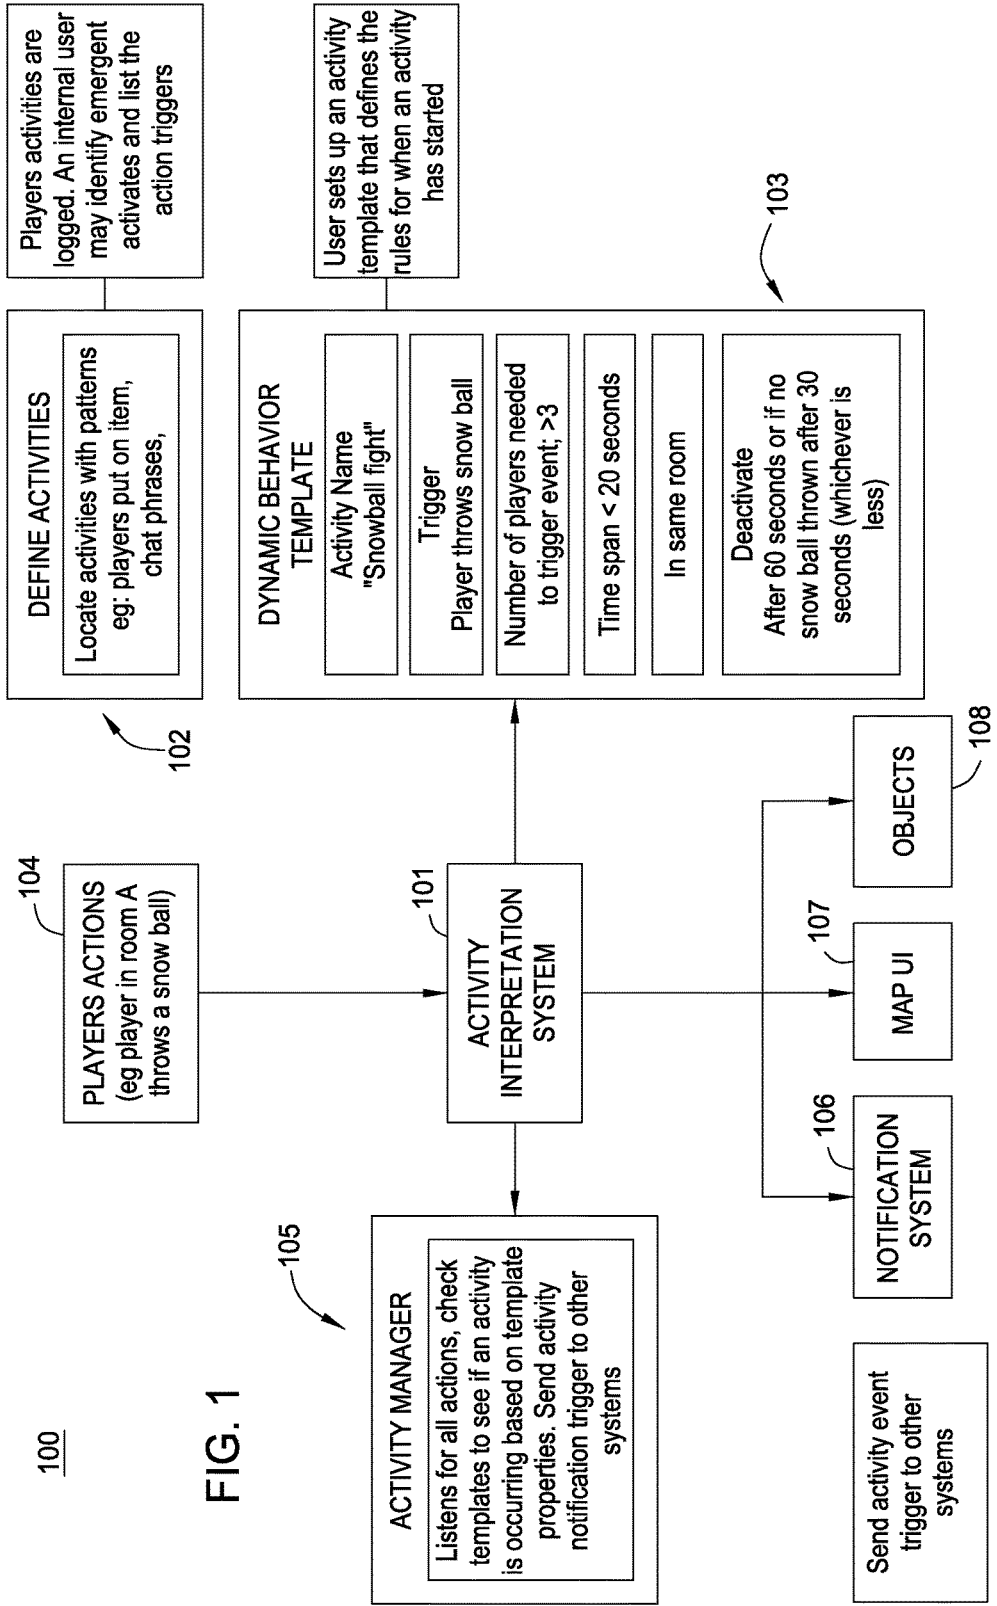 100
FIG. 1
PLAYERS ACTIONS
(eg player in room A
throws a snow ball)
104
102
DEFINE ACTIVITIES
Locate activities with patterns
eg: players put on item,
chat phrases,
Players activities are
logged. An internal user
may identify emergent
activates and list the
action triggers
105
ACTIVITY MANAGER
Listens for all actions, check
templates to see if an activity
is occurring based on template
properties. Send activity
notification trigger to other
systems
101
ACTIVITY
INTERPRETATION
SYSTEM
DYNAMIC BEHAVIOR
TEMPLATE
Activity Name
"Snowball fight"
Trigger
Player throws snow ball
Number of players needed
to trigger event; >3
Time span < 20 seconds
In same room
Deactivate
After 60 seconds or if no
snow ball thrown after 30
seconds (whichever is
less)
User sets up an activity
template that defines the
rules for when an activity
has started
103
Send activity event
trigger to other
systems
106
NOTIFICATION
SYSTEM
107
MAP UI
OBJECTS
108